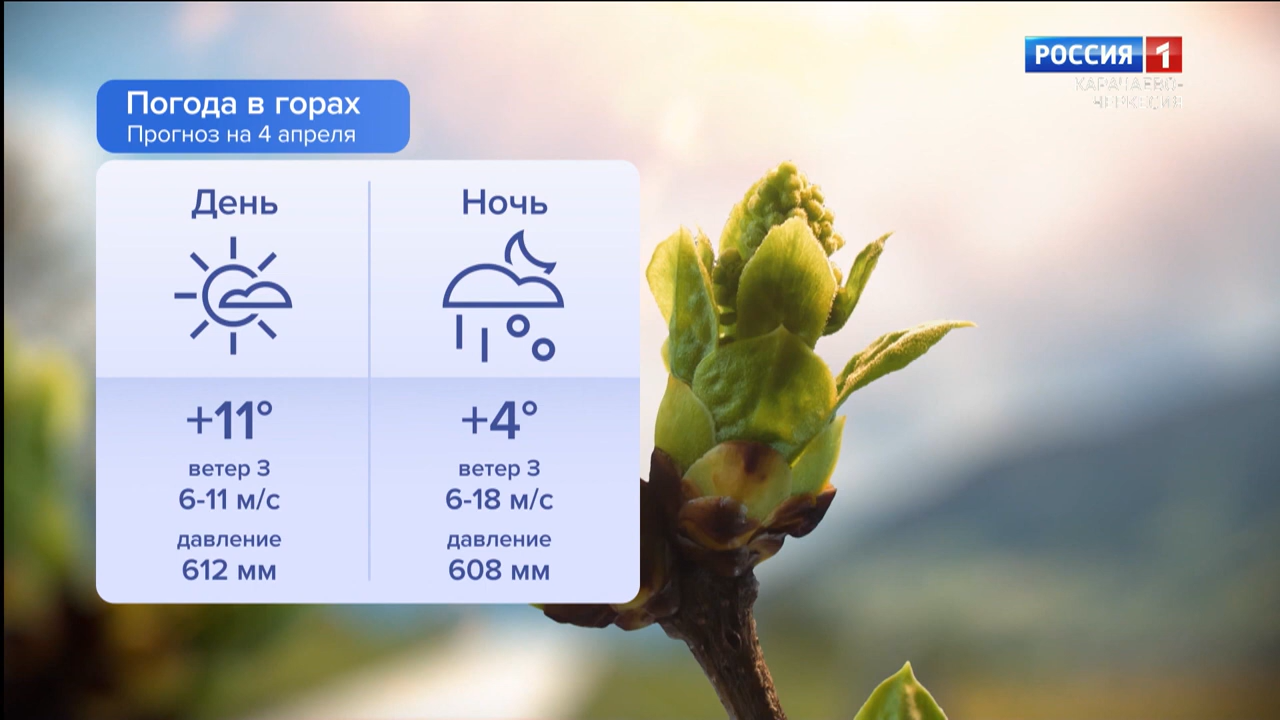 РОССИЯ 1
КАРАЧАЕВО-
ЧЕРКЕСИЯ
Погода в горах
Прогноз на 4 апреля
День
Ночь
+11°
+4°
ветер З
ветер З
6-11 м/с
6-18 м/с
давление
давление
612 мм
608 мм